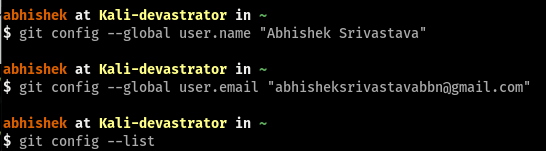 abhishek at Kali-devastrator in ~
$ git config --global user.name "Abhishek Srivastava"
abhishek at Kali-devastrator in ~
$ git config --global user.email "abhisheksrivastavabbn@gmail.com"
abhishek at Kali-devastrator in ~
$ git config --list